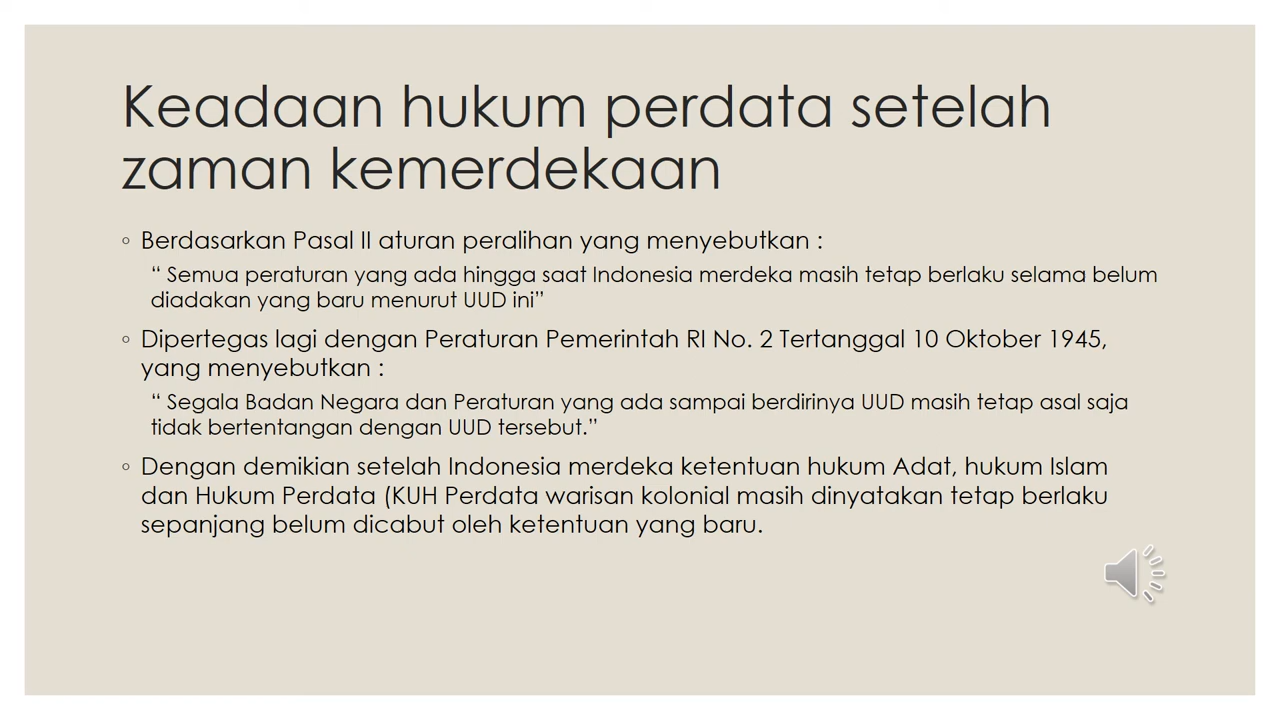 Keadaan hukum perdata setelah
zaman kemerdekaan
◦ Berdasarkan Pasal II aturan peralihan yang menyebutkan :
“ Semua peraturan yang ada hingga saat Indonesia merdeka masih tetap berlaku selama belum
diadakan yang baru menurut UUD ini”
◦ Dipertegas lagi dengan Peraturan Pemerintah RI No. 2 Tertanggal 10 Oktober 1945,
yang menyebutkan :
“ Segala Badan Negara dan Peraturan yang ada sampai berdirinya UUD masih tetap asal saja
tidak bertentangan dengan UUD tersebut.”
◦ Dengan demikian setelah Indonesia merdeka ketentuan hukum Adat, hukum Islam
dan Hukum Perdata (KUH Perdata warisan kolonial masih dinyatakan tetap berlaku
sepanjang belum dicabut oleh ketentuan yang baru.